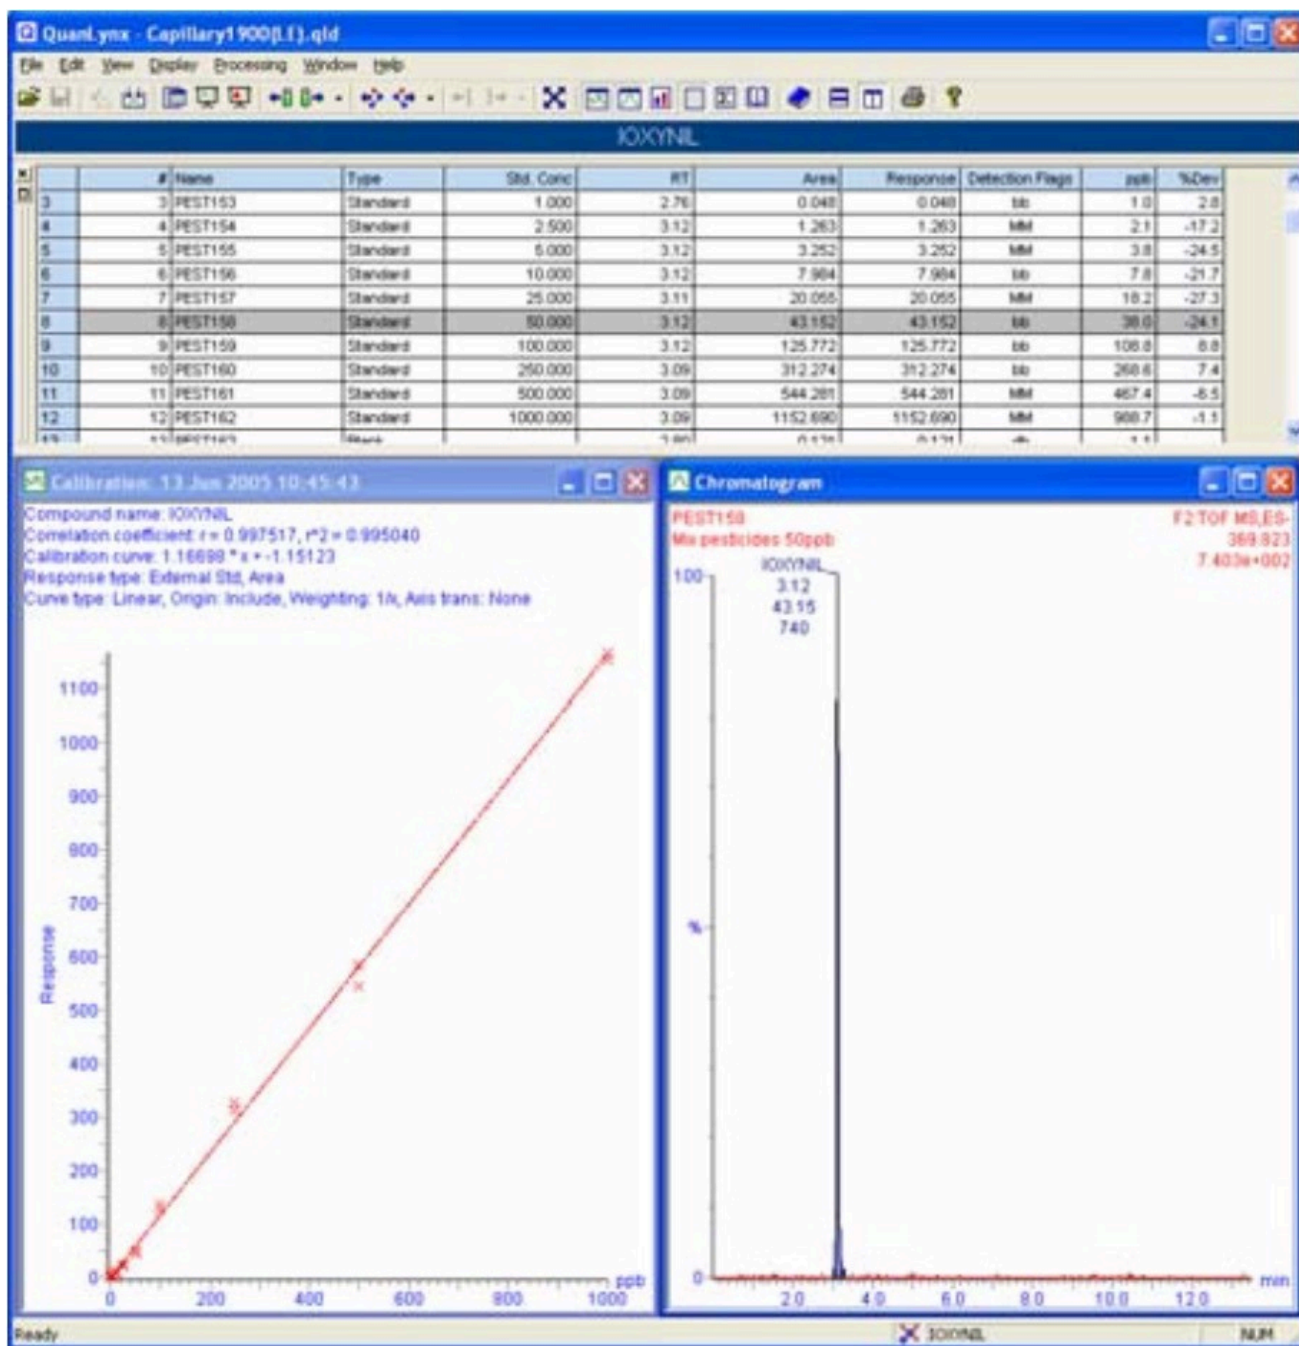 QuanLynx - Capillary1900(Lf).qld
File Edit View Display Processing Window Help
IOXYNIL
# Name Type Std. Conc RT Area Response Detection Flags ppb %Dev
3 3 PEST153 Standard 1.000 2.76 0.048 0.048 bb 1.0 2.8
4 4 PEST154 Standard 2.500 3.12 1.263 1.263 MM 2.1 -17.2
5 5 PEST155 Standard 5.000 3.12 3.252 3.252 MM 3.8 -24.5
6 6 PEST156 Standard 10.000 3.12 7.984 7.984 bb 7.8 -21.7
7 7 PEST157 Standard 25.000 3.11 20.055 20.055 MM 18.2 -27.3
8 8 PEST158 Standard 50.000 3.12 43.152 43.152 bb 38.0 -24.1
9 9 PEST159 Standard 100.000 3.12 125.772 125.772 bb 108.8 8.8
10 10 PEST160 Standard 250.000 3.09 312.274 312.274 bb 268.6 7.4
11 11 PEST161 Standard 500.000 3.09 544.281 544.281 MM 467.4 -6.5
12 12 PEST162 Standard 1000.000 3.09 1152.690 1152.690 MM 988.7 -1.1
13 13 PEST163 Blank 2.80 0.121 0.121 db 1.1
Calibration: 13 Jun 2005 10:45:43
Compound name: IOXYNIL
Correlation coefficient: r = 0.997517, r^2 = 0.995040
Calibration curve: 1.16698 * x + -1.15123
Response type: External Std, Area
Curve type: Linear, Origin: Include, Weighting: 1/x, Axis trans: None
1100
1000
900
800
700
600
500
400
300
200
100
0
Response
0 200 400 600 800 1000
ppb
Chromatogram
PEST158
Mix pesticides 50ppb
F2:TOF MS,ES-
369.823
7.403e+002
IOXYNIL
3.12
43.15
740
100
%
0
2.0 4.0 6.0 8.0 10.0 12.0
min
Ready
IOXYNIL
NUM